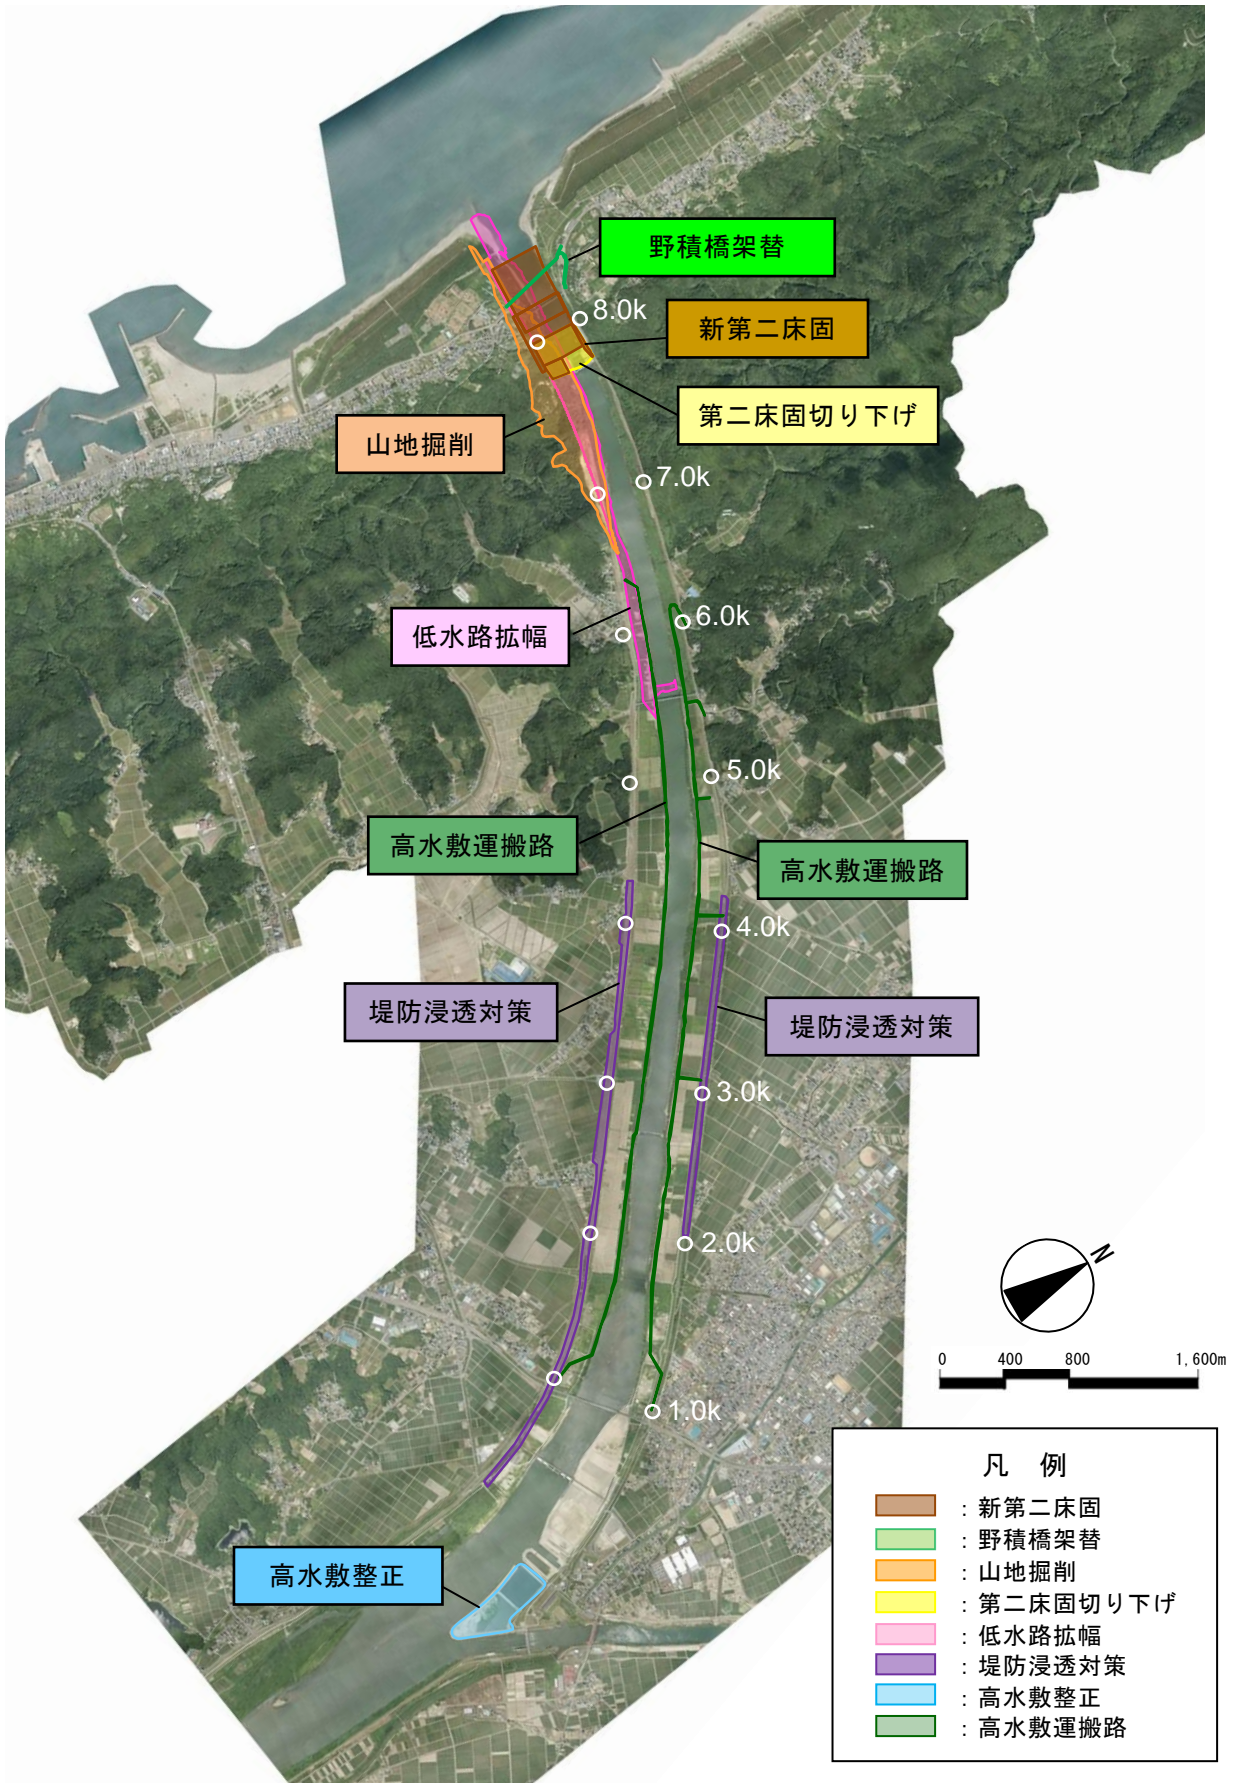 野積橋架替
8.0k
新第二床固
第二床固切り下げ
山地掘削
7.0k
低水路拡幅
6.0k
5.0k
高水敷運搬路
高水敷運搬路
4.0k
堤防浸透対策
堤防浸透対策
3.0k
2.0k
N
0 400 800 1,600m
1.0k
凡 例
：新第二床固
：野積橋架替
：山地掘削
：第二床固切り下げ
：低水路拡幅
：堤防浸透対策
：高水敷整正
：高水敷運搬路
高水敷整正